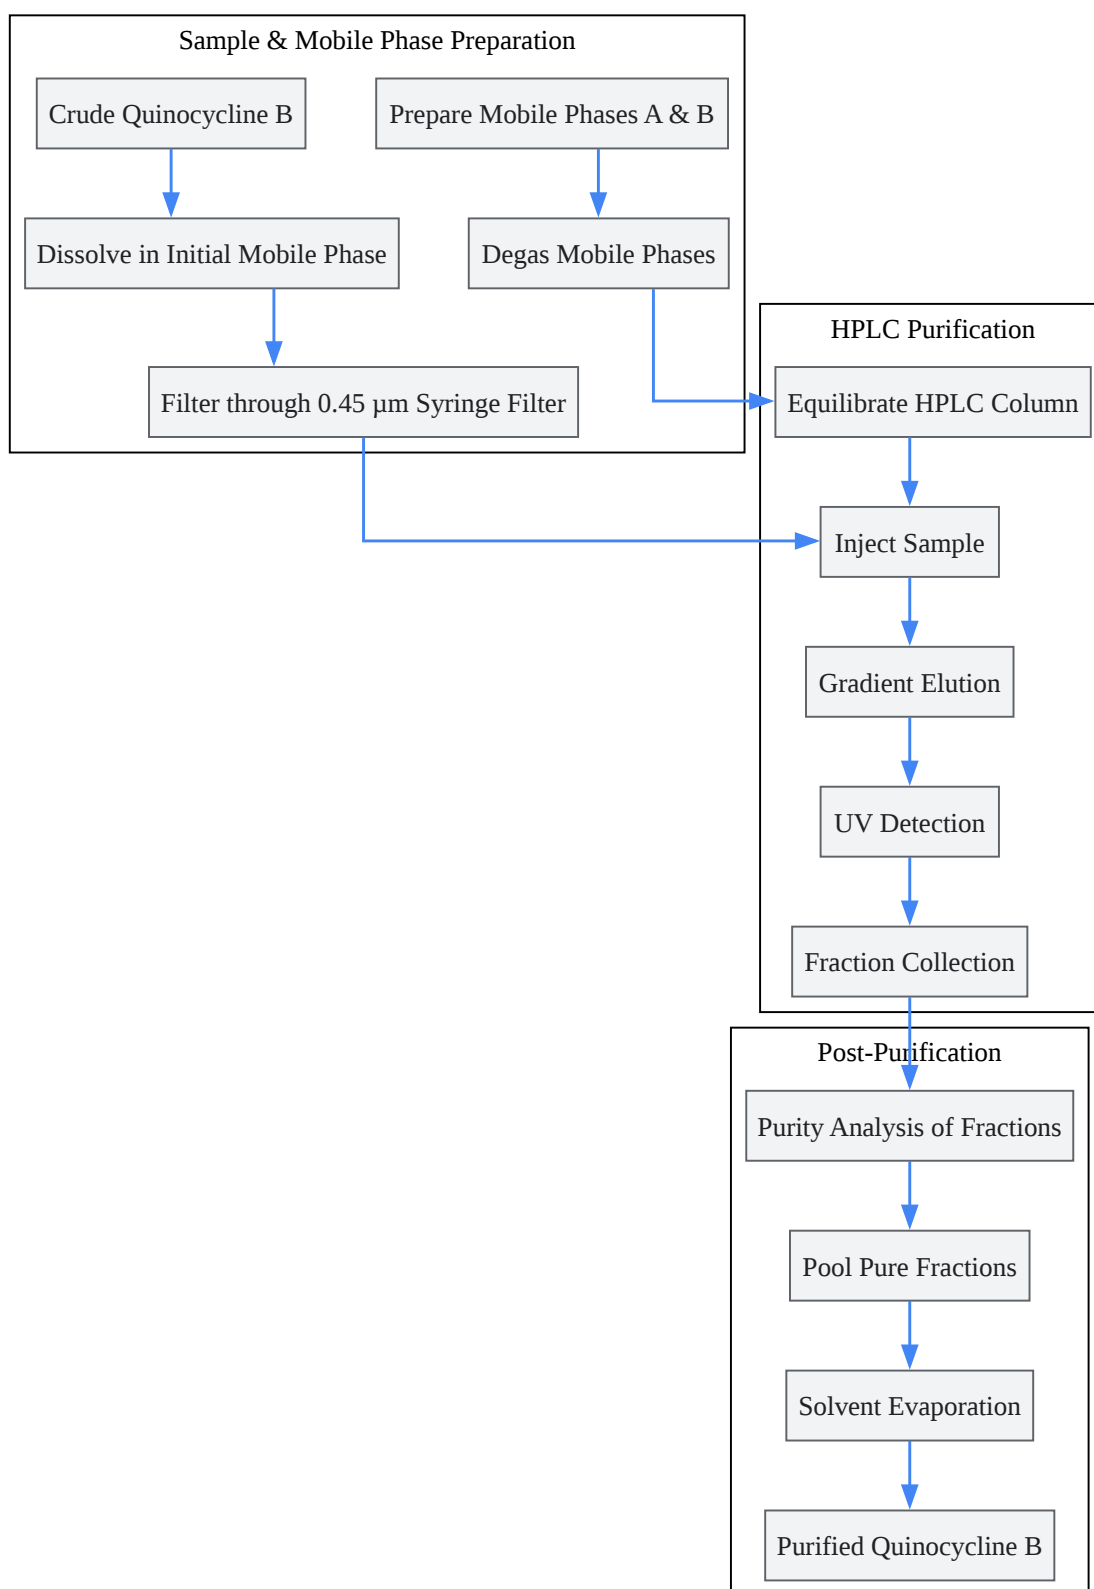 Sample & Mobile Phase Preparation
Crude Quinocycline B
Prepare Mobile Phases A & B
Dissolve in Initial Mobile Phase
Degas Mobile Phases
Filter through 0.45 µm Syringe Filter
HPLC Purification
Equilibrate HPLC Column
Inject Sample
Gradient Elution
UV Detection
Fraction Collection
Post-Purification
Purity Analysis of Fractions
Pool Pure Fractions
Solvent Evaporation
Purified Quinocycline B